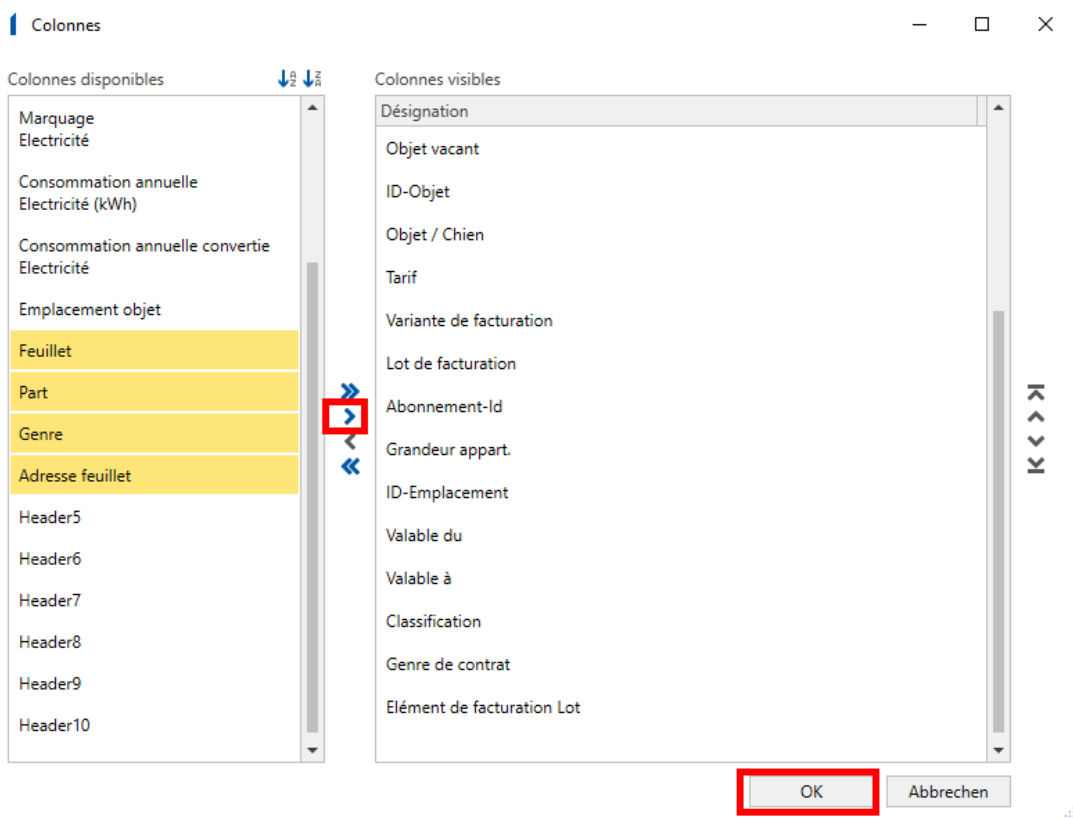 Colonnes
Colonnes disponibles
Marquage
Electricité
Consommation annuelle
Electricité (kWh)
Consommation annuelle convertie
Electricité
Emplacement objet
Feuillet
Part
Genre
Adresse feuillet
Header5
Header6
Header7
Header8
Header9
Header10
Colonnes visibles
Désignation
Objet vacant
ID-Objet
Objet / Chien
Tarif
Variante de facturation
Lot de facturation
Abonnement-Id
Grandeur appart.
ID-Emplacement
Valable du
Valable à
Classification
Genre de contrat
Elément de facturation Lot
OK
Abbrechen